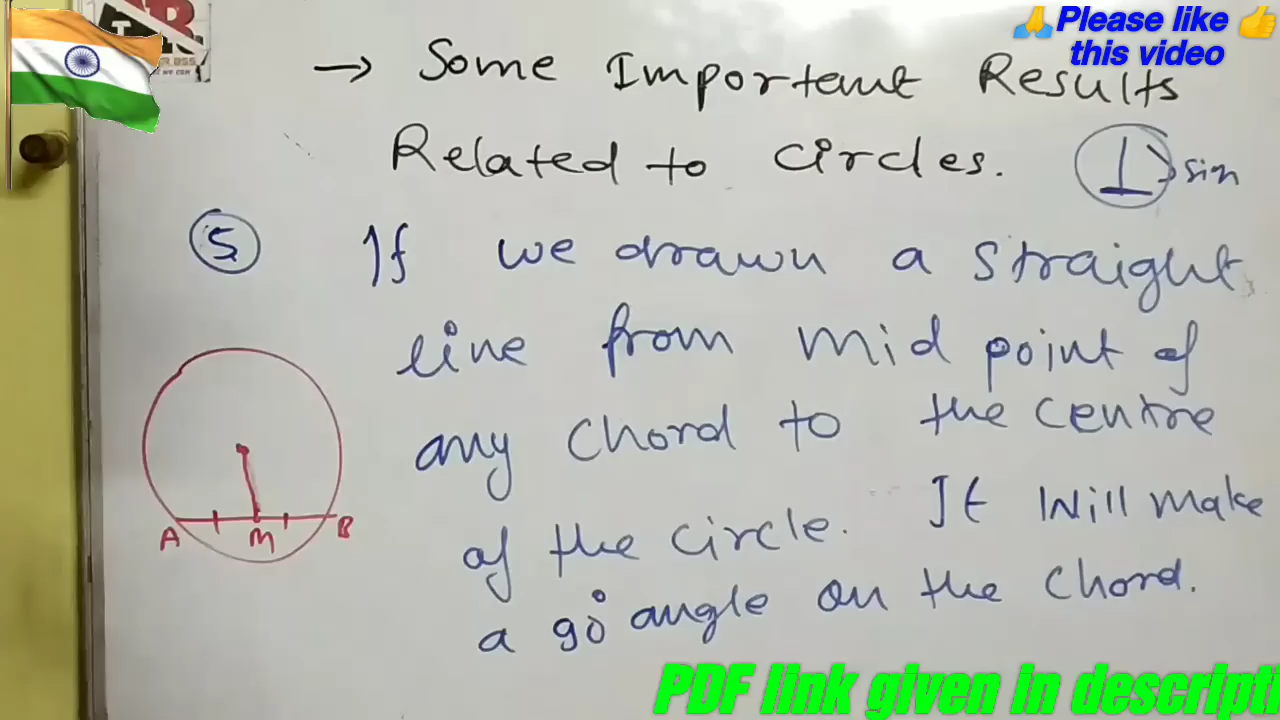 🙏Please like 👍
this video
→ Some Important Results
Related to circles. ⊥ sign
5 If we drawn a straight
line from mid point of
any chord to the centre
of the circle. It will make
a 90° angle on the chord.
A M B
PDF link given in descripti